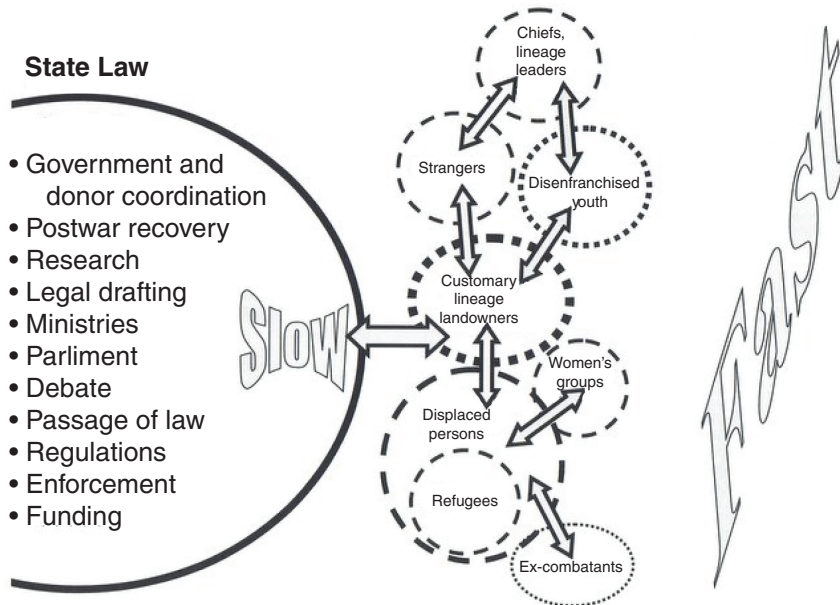 State Law
• Government and
donor coordination
• Postwar recovery
• Research
• Legal drafting
• Ministries
• Parliment
• Debate
• Passage of law
• Regulations
• Enforcement
• Funding
Slow
Chiefs,
lineage
leaders
Strangers
Disenfranchised
youth
Customary
lineage
landowners
Women's
groups
Displaced
persons
Refugees
Ex-combatants
Fast